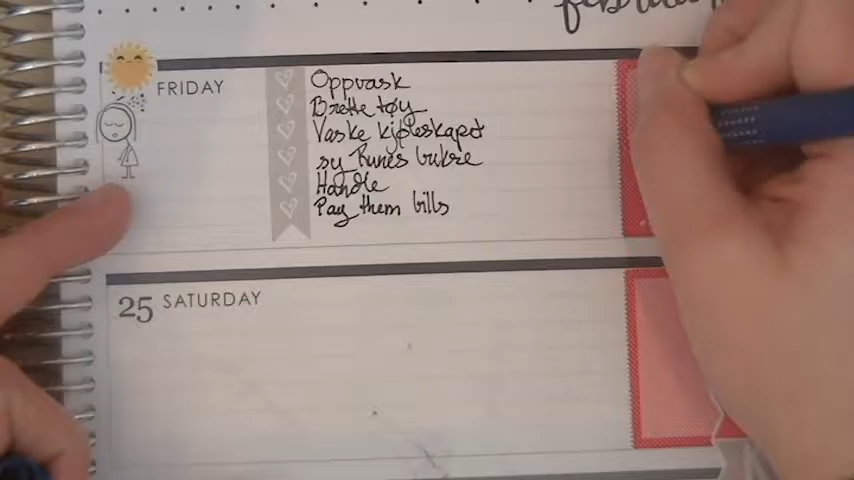 FRIDAY
Oppvask
Brette tøy
Vaske kjøleskapet
sy Runes bukse
Handle
Pay them bills
25 SATURDAY